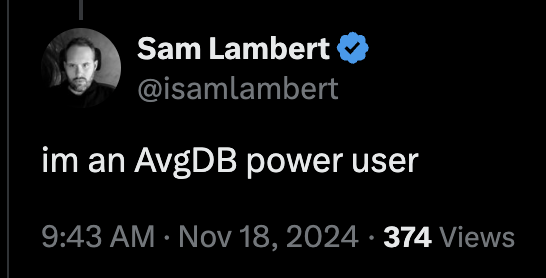 Sam Lambert
@isamlambert
im an AvgDB power user
9:43 AM · Nov 18, 2024 · 374 Views